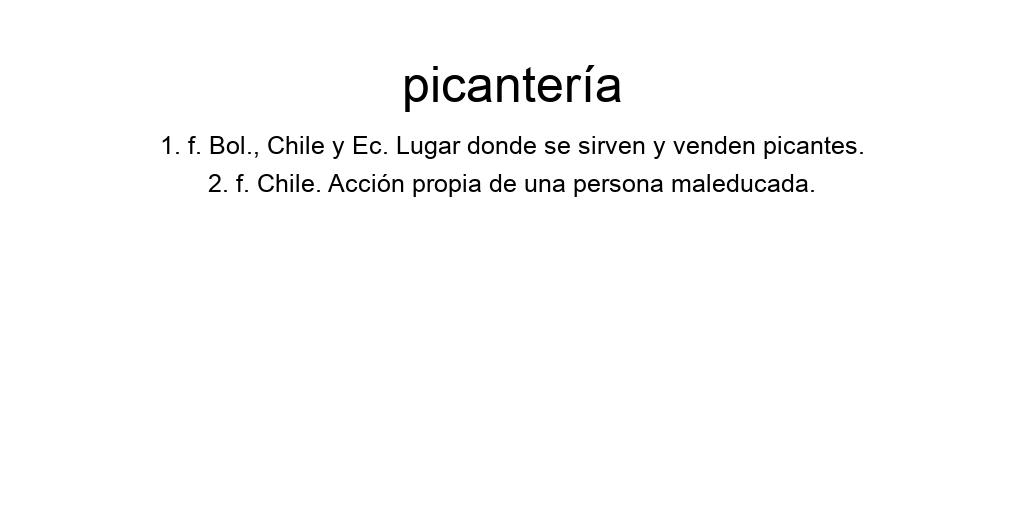 picantería
1. f. Bol., Chile y Ec. Lugar donde se sirven y venden picantes.
2. f. Chile. Acción propia de una persona maleducada.